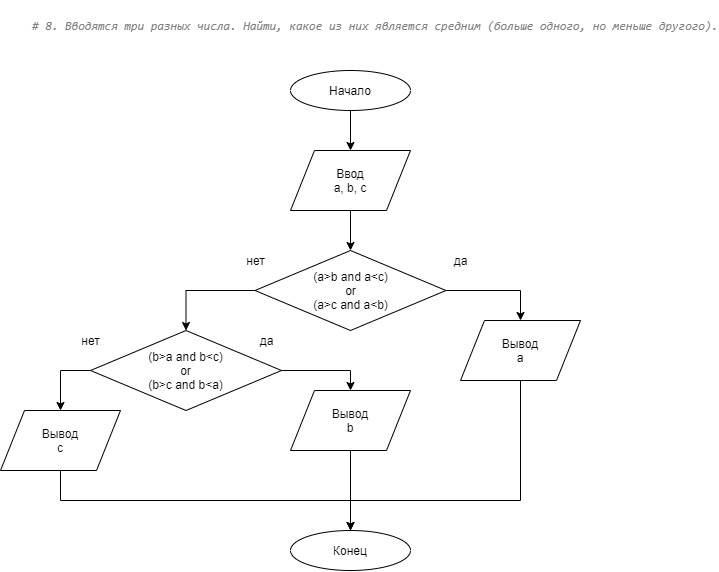 # 8. Вводятся три разных числа. Найти, какое из них является средним (больше одного, но меньше другого).
Начало
Ввод
a, b, c
нет
да
(a>b and a<c)
or
(a>c and a<b)
нет
да
(b>a and b<c)
or
(b>c and b<a)
Вывод
a
Вывод
b
Вывод
c
Конец